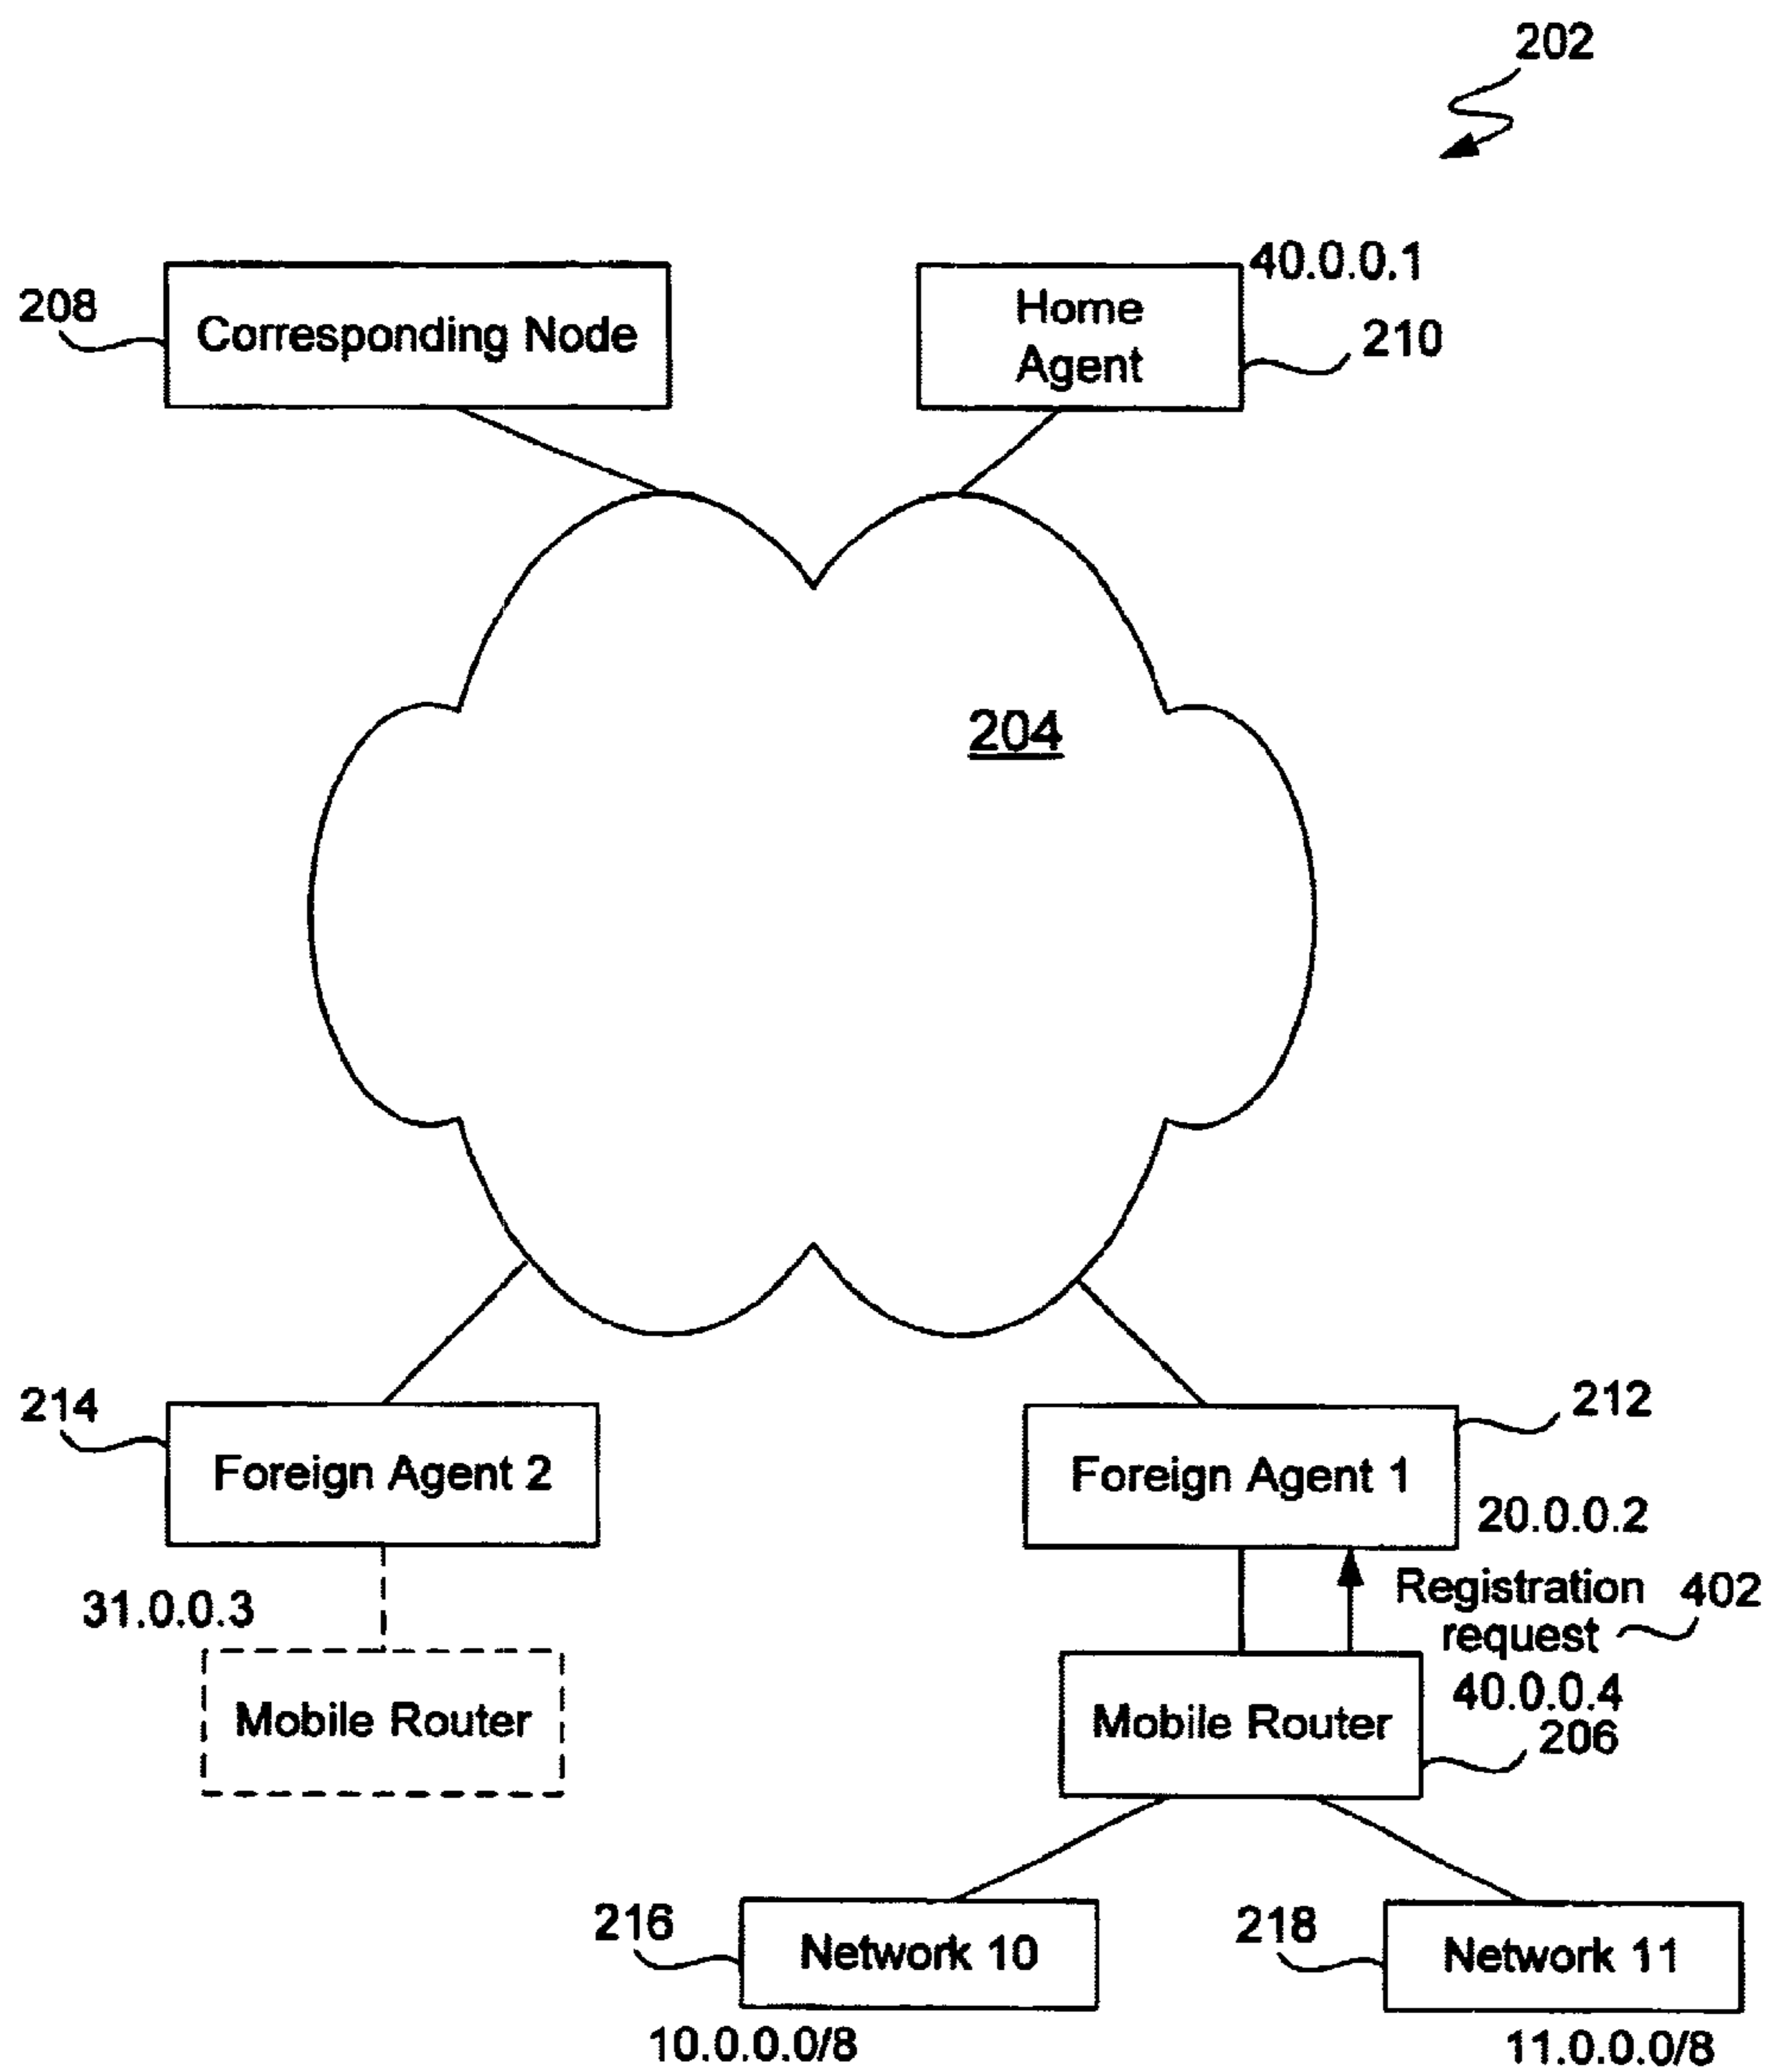 202
40.0.0.1
208
Corresponding Node
Home
Agent
210
204
214
Foreign Agent 2
212
Foreign Agent 1
20.0.0.2
31.0.0.3
Registration
request
402
Mobile Router
40.0.0.4
Mobile Router
206
216
Network 10
218
Network 11
10.0.0.0/8
11.0.0.0/8